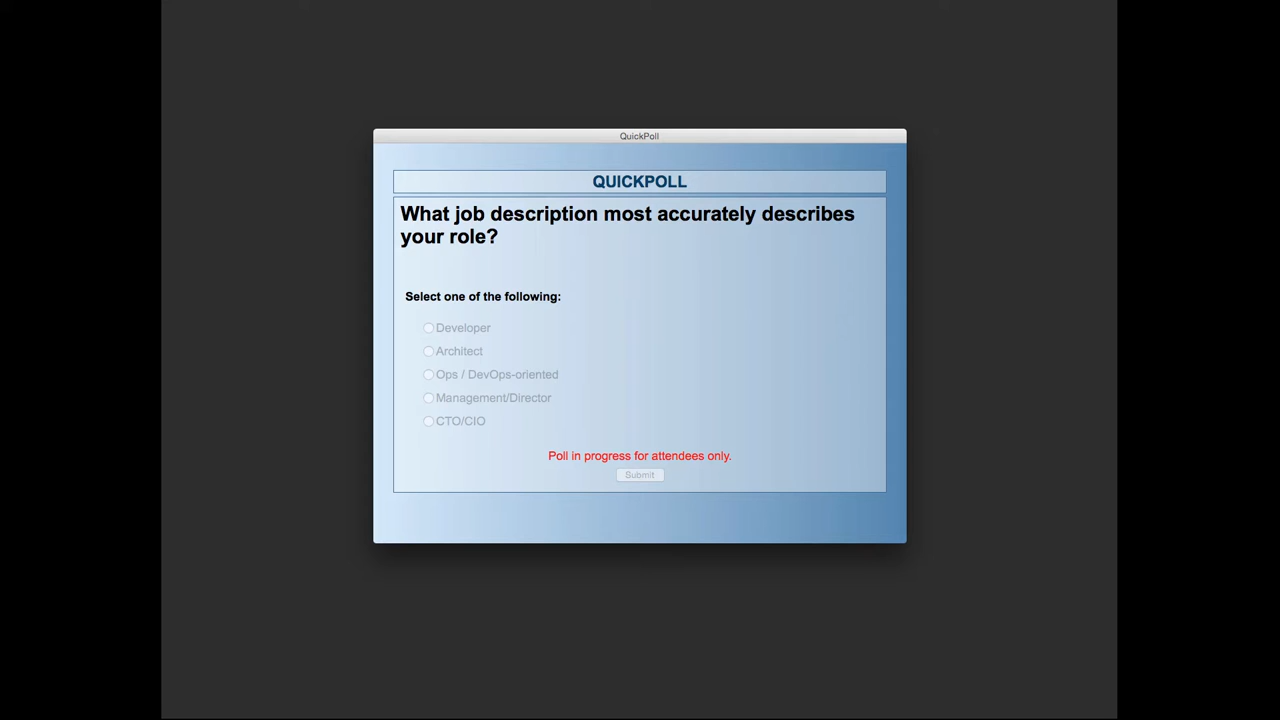 QuickPoll
QUICKPOLL
What job description most accurately describes
your role?
Select one of the following:
Developer
Architect
Ops / DevOps-oriented
Management/Director
CTO/CIO
Poll in progress for attendees only.
Submit